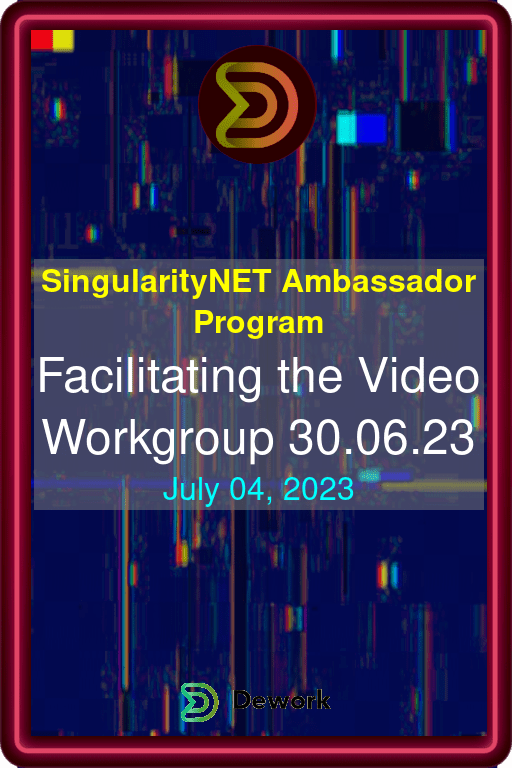 SingularityNET Ambassador
Program
Facilitating the Video
Workgroup 30.06.23
July 04, 2023
Dework